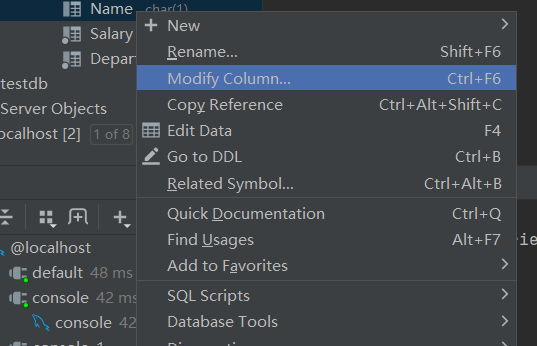 Name char(1)
Salary
Depar
testdb
Server Objects
ocalhost [2] 1 of 8
New
Rename... Shift+F6
Modify Column... Ctrl+F6
Copy Reference Ctrl+Alt+Shift+C
Edit Data F4
Go to DDL Ctrl+B
Related Symbol... Ctrl+Alt+B
Quick Documentation Ctrl+Q
Find Usages Alt+F7
Add to Favorites
SQL Scripts
Database Tools
@localhost
default 48 ms
console 42 ms
console 42